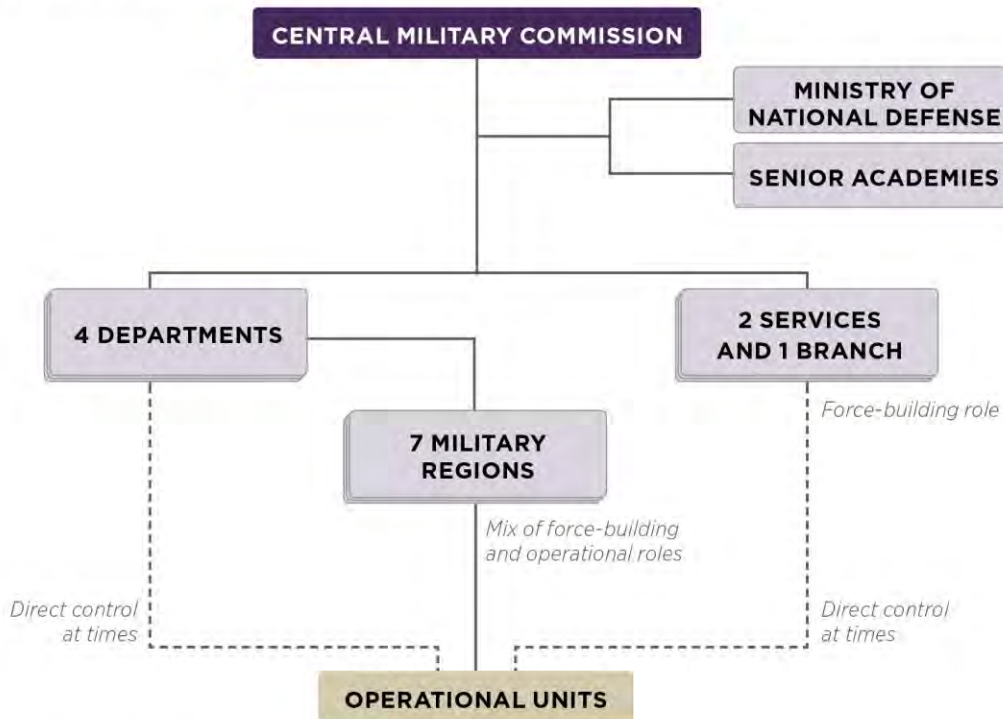 CENTRAL MILITARY COMMISSION
MINISTRY OF
NATIONAL DEFENSE
SENIOR ACADEMIES
4 DEPARTMENTS
2 SERVICES
AND 1 BRANCH
Force-building role
7 MILITARY
REGIONS
Mix of force-building
and operational roles
Direct control
at times
Direct control
at times
OPERATIONAL UNITS